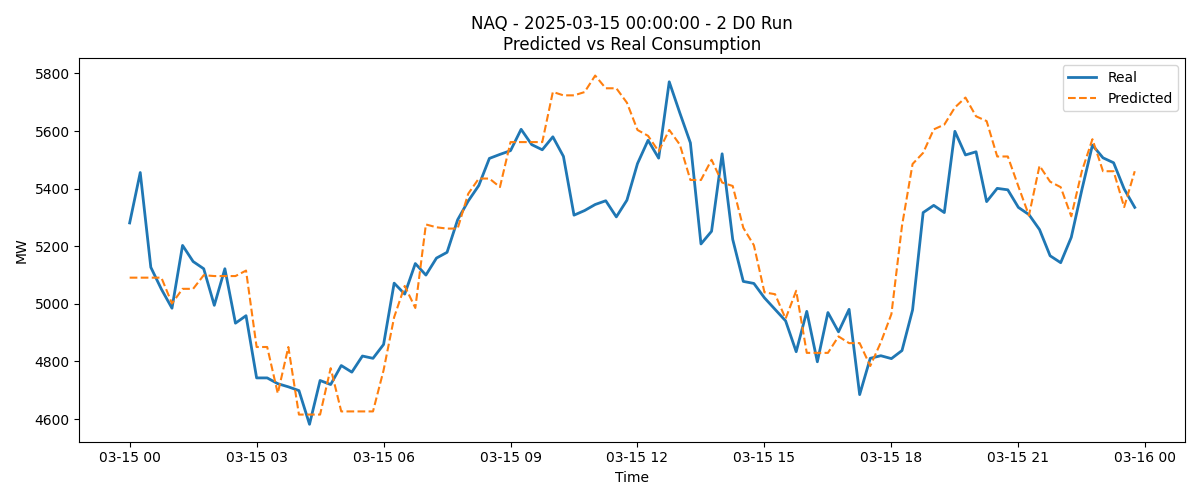 NAQ - 2025-03-15 00:00:00 - 2 D0 Run
Predicted vs Real Consumption
Real
Predicted
MW
5800
5600
5400
5200
5000
4800
4600
03-15 00
03-15 03
03-15 06
03-15 09
03-15 12
03-15 15
03-15 18
03-15 21
03-16 00
Time